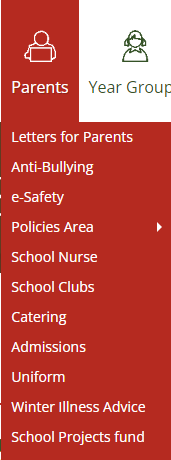 Parents Year Group
Letters for Parents
Anti-Bullying
e-Safety
Policies Area
School Nurse
School Clubs
Catering
Admissions
Uniform
Winter Illness Advice
School Projects fund